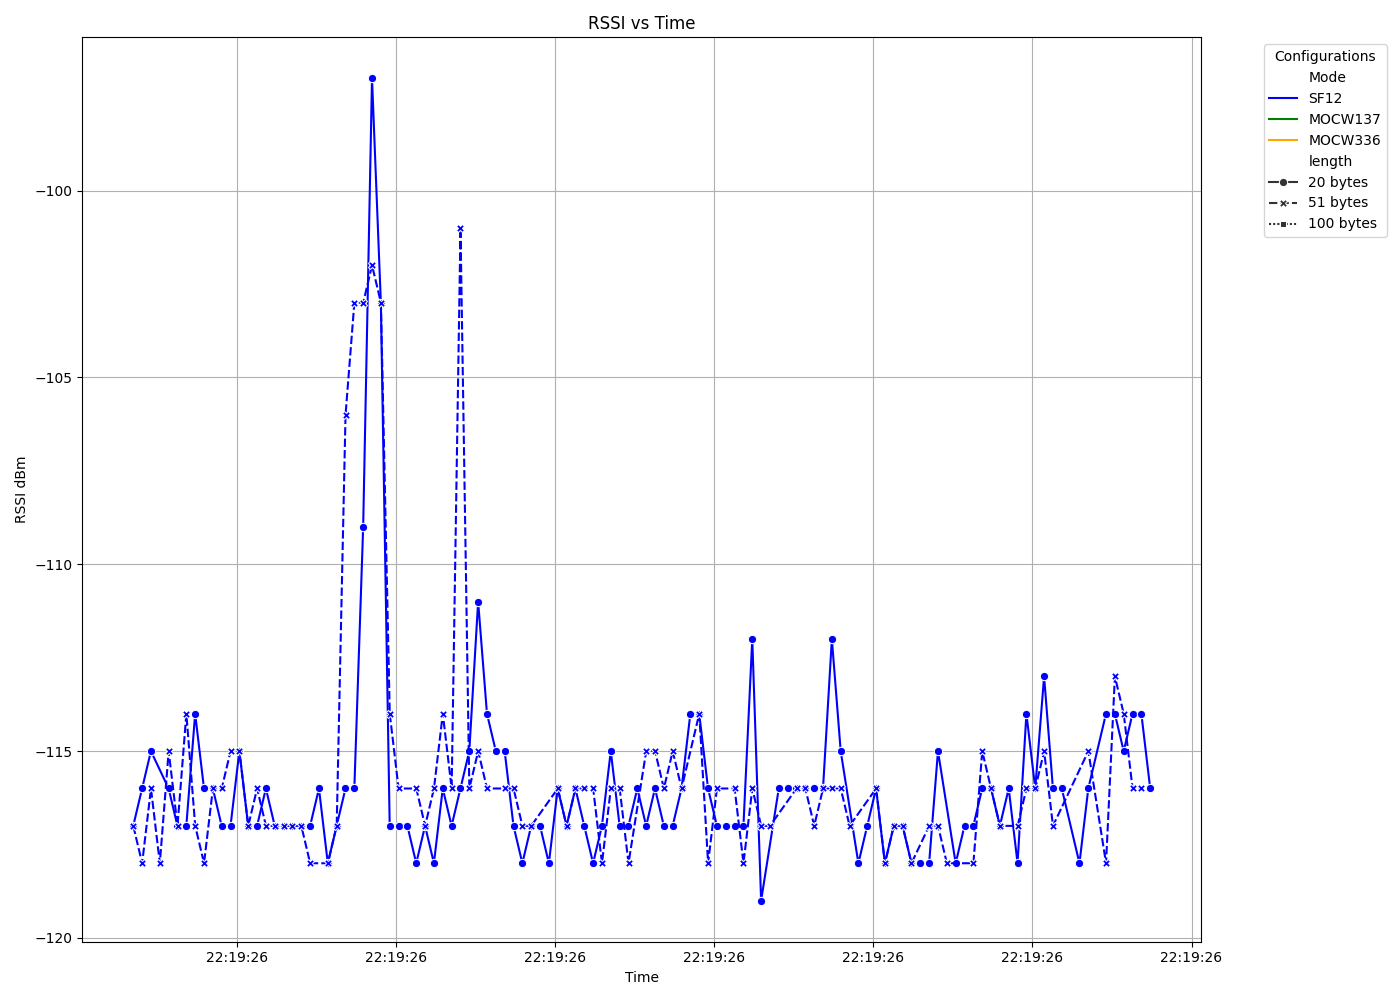 RSSI vs Time
Configurations
Mode
SF12
MOCW137
MOCW336
length
20 bytes
51 bytes
100 bytes
RSSI dBm
−100
−105
−110
−115
−120
22:19:26 22:19:26 22:19:26 22:19:26 22:19:26 22:19:26 22:19:26
Time